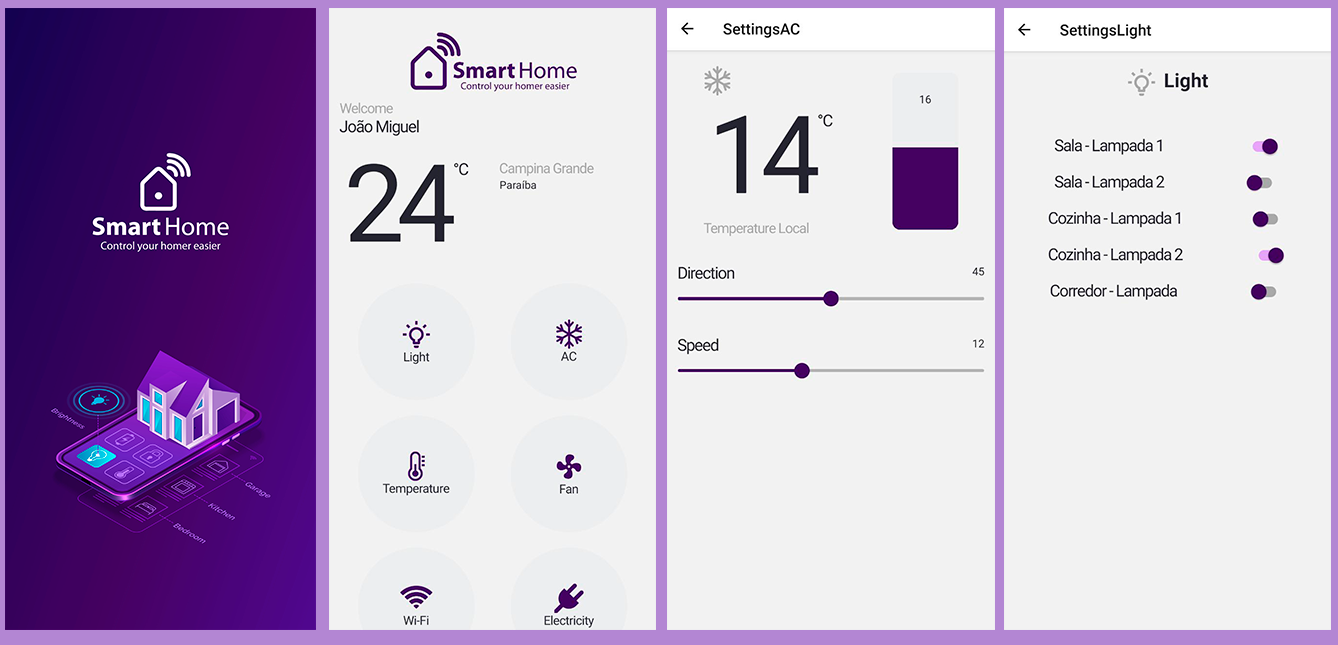 Smart Home
Control your homer easier
Brightness
Garage
Kitchen
Bedroom
Smart Home
Control your homer easier
Welcome
João Miguel
24 °C
Campina Grande
Paraíba
Light
AC
Temperature
Fan
Wi-Fi
Electricity
SettingsAC
16
14 °C
Temperature Local
Direction
45
Speed
12
SettingsLight
Light
Sala - Lampada 1
Sala - Lampada 2
Cozinha - Lampada 1
Cozinha - Lampada 2
Corredor - Lampada